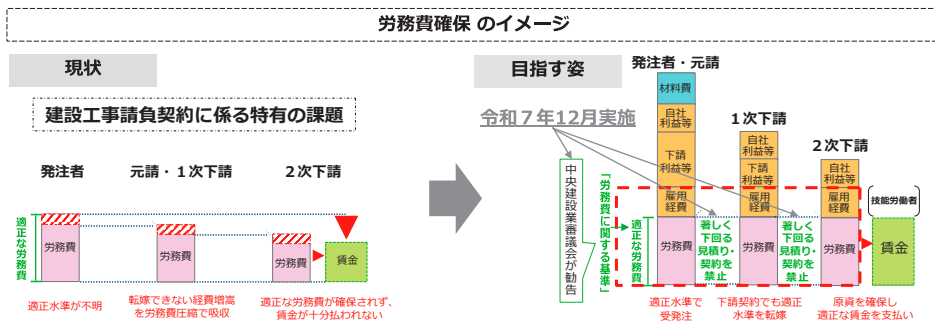 労務費確保 のイメージ
現状
建設工事請負契約に係る特有の課題
発注者
元請・１次下請
２次下請
適正な労務費
労務費
労務費
労務費
賃金
適正水準が不明
転嫁できない経費増高
を労務費圧縮で吸収
適正な労務費が確保されず、
賃金が十分払われない
目指す姿
令和７年12月実施
中央建設業審議会が勧告
「労務費に関する基準」
適正な労務費
発注者・元請
材料費
自社
利益等
下請
利益等
雇用
経費
労務費
著しく
下回る
見積り・
契約を
禁止
１次下請
自社
利益等
下請
利益等
雇用
経費
労務費
著しく
下回る
見積り・
契約を
禁止
２次下請
自社
利益等
雇用
経費
労務費
技能労働者
賃金
適正水準で
受発注
下請契約でも適正
水準を転嫁
原資を確保し
適正な賃金を支払い